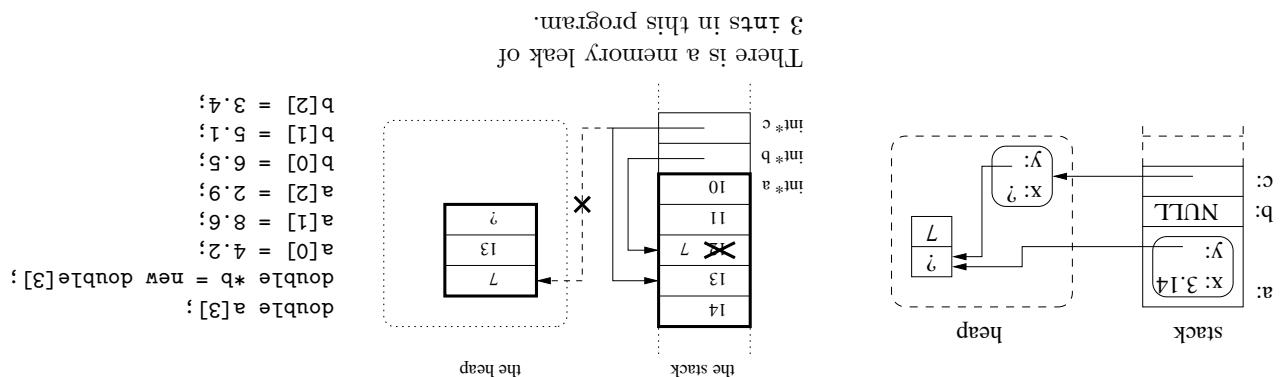 stack
heap
a:
x: 3.14
y:
b:
NULL
c:
x: ?
y:
?
7
the stack
the heap
14
13
12 7
11
int* a
10
int* b
int* c
7
13
?
There is a memory leak of
3 ints in this program.
double a[3];
double *b = new double[3];
a[0] = 4.2;
a[1] = 8.6;
a[2] = 2.9;
b[0] = 6.5;
b[1] = 5.1;
b[2] = 3.4;